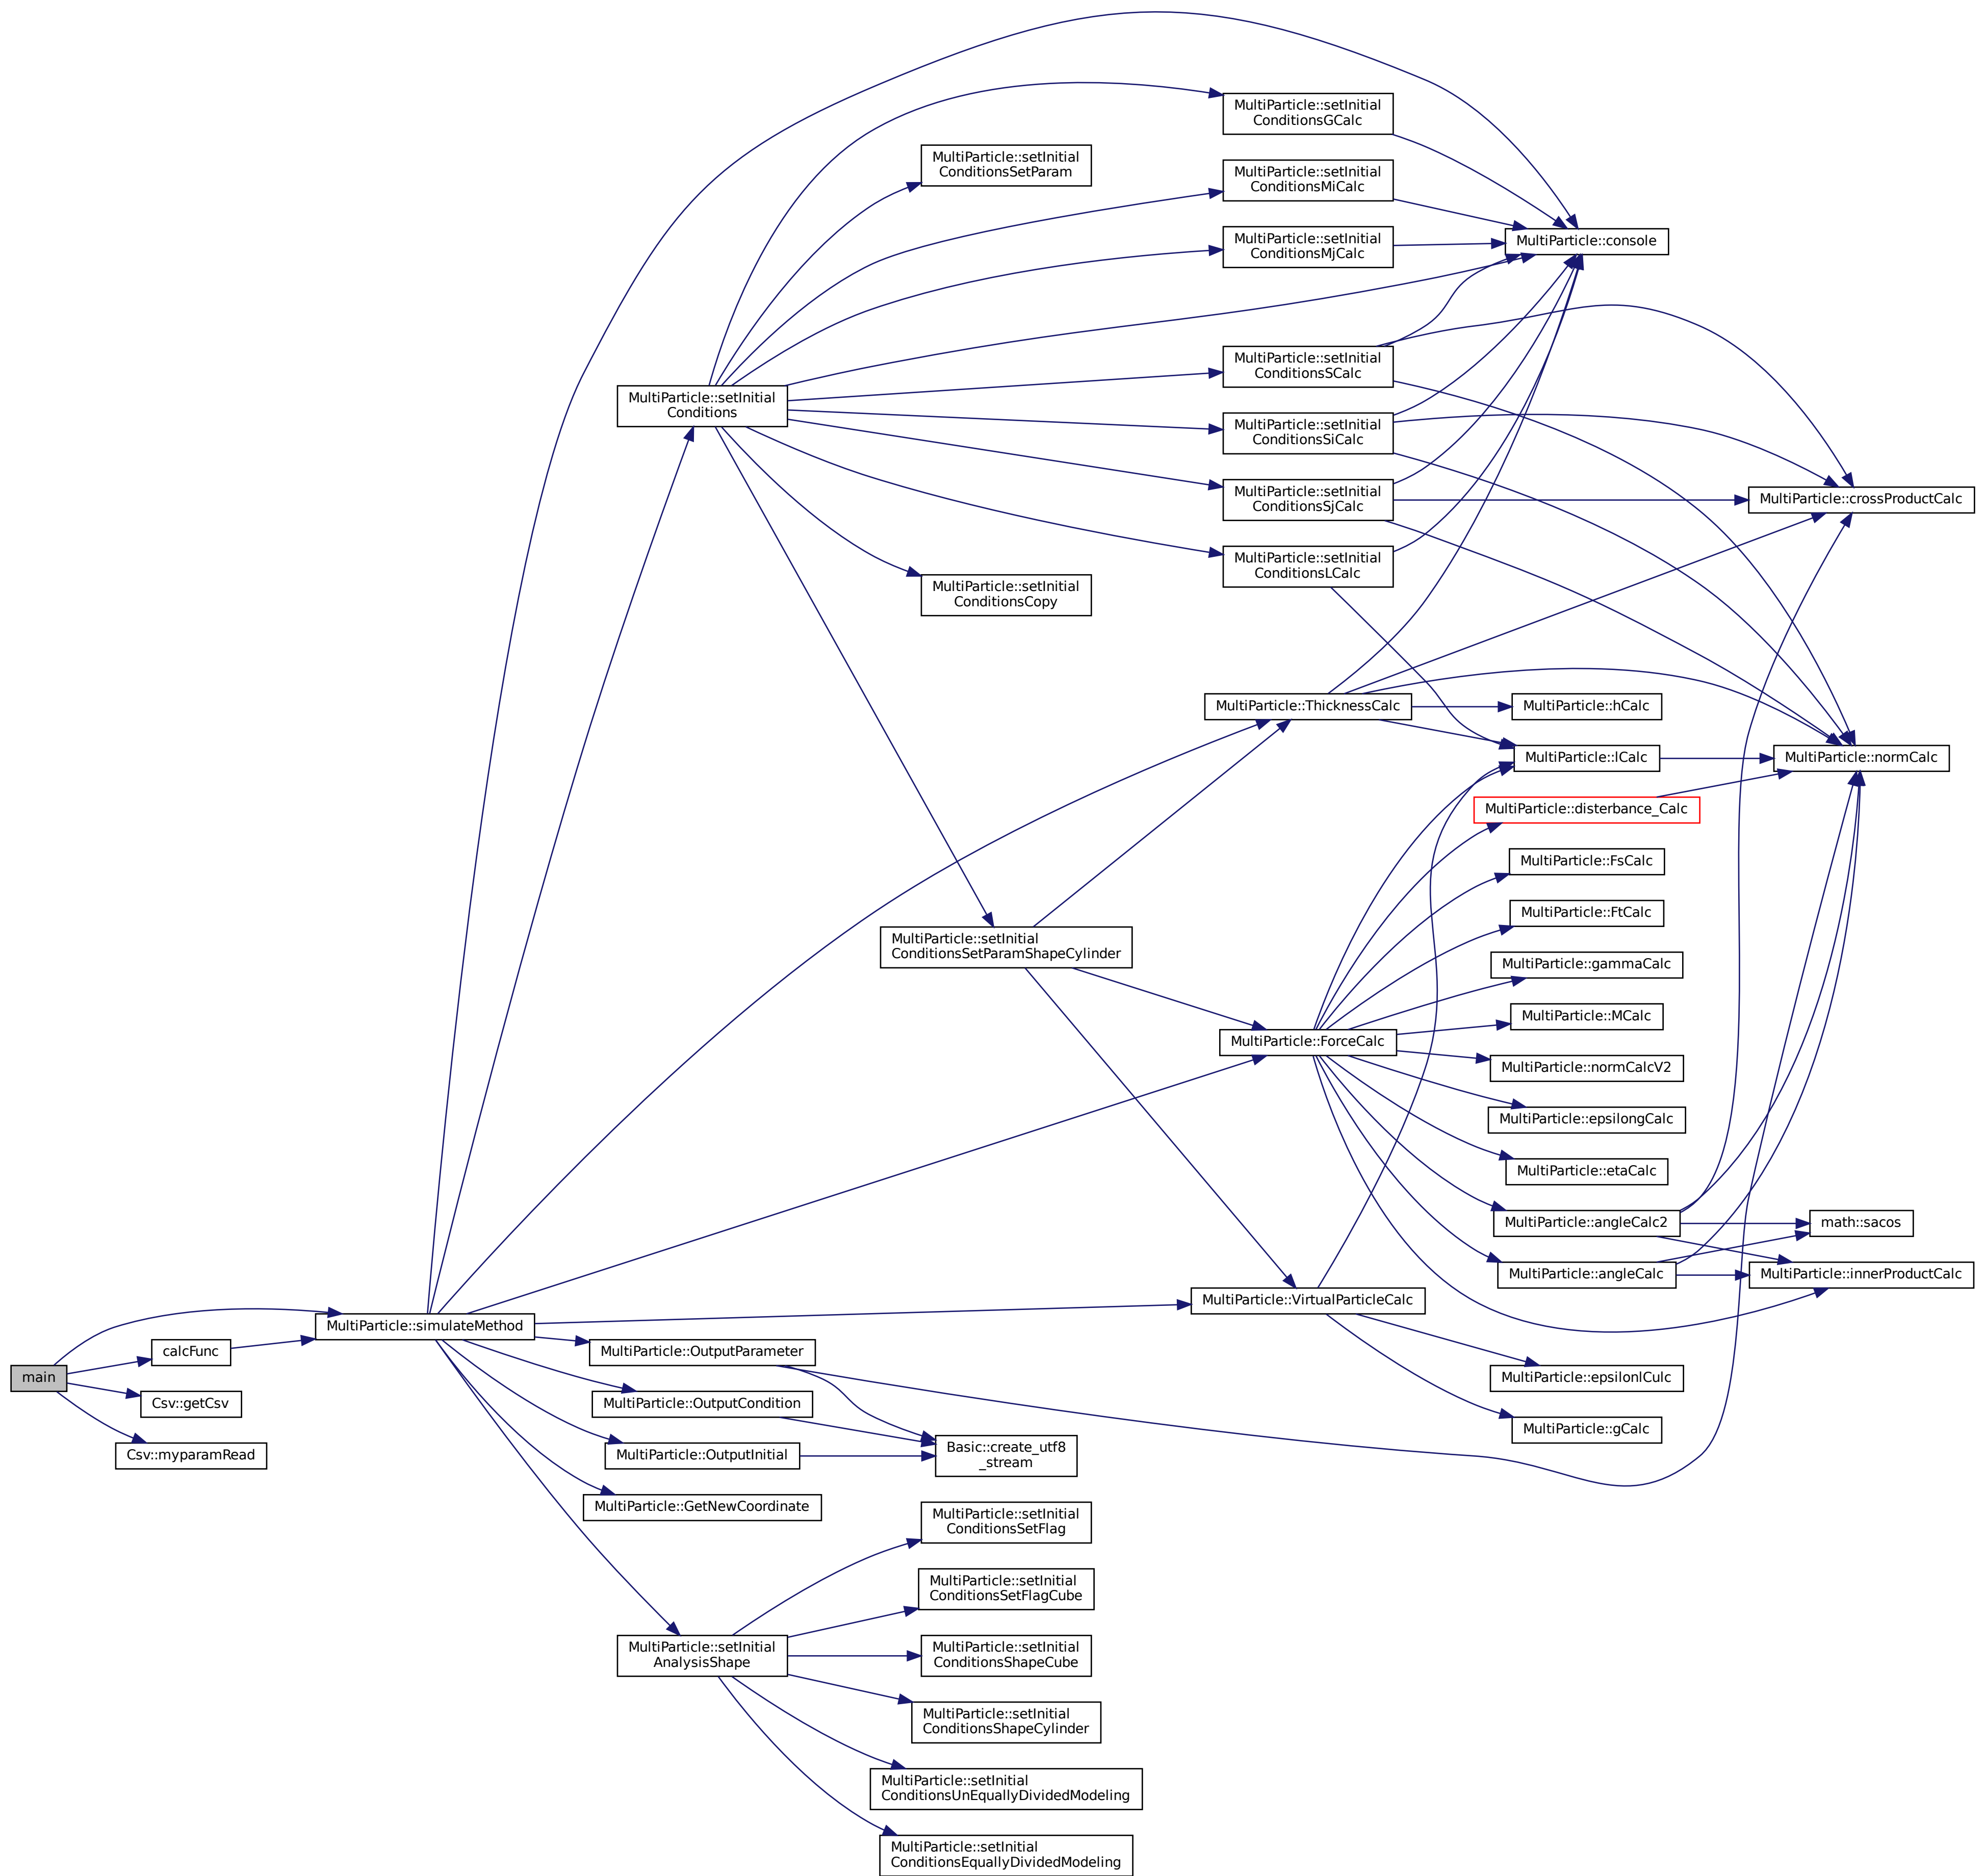 MultiParticle::setInitial
ConditionsGCalc
MultiParticle::setInitial
ConditionsSetParam
MultiParticle::setInitial
ConditionsMiCalc
MultiParticle::setInitial
ConditionsMjCalc
MultiParticle::console
MultiParticle::setInitial
ConditionsSCalc
MultiParticle::setInitial
Conditions
MultiParticle::setInitial
ConditionsSiCalc
MultiParticle::setInitial
ConditionsSjCalc
MultiParticle::crossProductCalc
MultiParticle::setInitial
ConditionsLCalc
MultiParticle::setInitial
ConditionsCopy
MultiParticle::ThicknessCalc
MultiParticle::hCalc
MultiParticle::lCalc
MultiParticle::normCalc
MultiParticle::disterbance_Calc
MultiParticle::FsCalc
MultiParticle::FtCalc
MultiParticle::setInitial
ConditionsSetParamShapeCylinder
MultiParticle::gammaCalc
MultiParticle::MCalc
MultiParticle::ForceCalc
MultiParticle::normCalcV2
MultiParticle::epsilongCalc
MultiParticle::etaCalc
MultiParticle::angleCalc2
math::sacos
MultiParticle::angleCalc
MultiParticle::innerProductCalc
MultiParticle::VirtualParticleCalc
MultiParticle::simulateMethod
calcFunc
MultiParticle::OutputParameter
main
MultiParticle::epsilonlCulc
Csv::getCsv
MultiParticle::OutputCondition
MultiParticle::gCalc
Csv::myparamRead
MultiParticle::OutputInitial
Basic::create_utf8
_stream
MultiParticle::GetNewCoordinate
MultiParticle::setInitial
ConditionsSetFlag
MultiParticle::setInitial
ConditionsSetFlagCube
MultiParticle::setInitial
AnalysisShape
MultiParticle::setInitial
ConditionsShapeCube
MultiParticle::setInitial
ConditionsShapeCylinder
MultiParticle::setInitial
ConditionsUnEquallyDividedModeling
MultiParticle::setInitial
ConditionsEquallyDividedModeling